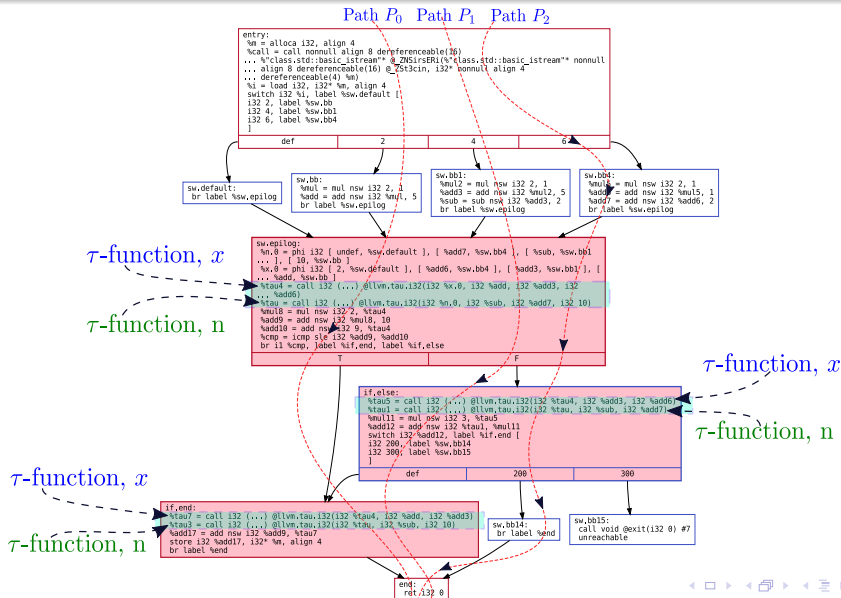 Path P0 Path P1 Path P2
entry:
%m = alloca i32, align 4
%call = call nonnull align 8 dereferenceable(16)
... %"class.std::basic_istream"* @_ZNSirsERi(%"class.std::basic_istream"* nonnull
... align 8 dereferenceable(16) @_ZSt3cin, i32* nonnull align 4
... dereferenceable(4) %m)
%i = load i32, i32* %m, align 4
switch i32 %i, label %sw.default [
i32 2, label %sw.bb
i32 4, label %sw.bb1
i32 6, label %sw.bb4
]
def 2 4 6
sw.default:
br label %sw.epilog
sw.bb:
%mul = mul nsw i32 2, 1
%add = add nsw i32 %mul, 5
br label %sw.epilog
sw.bb1:
%mul2 = mul nsw i32 2, 1
%add3 = add nsw i32 %mul2, 5
%sub = sub nsw i32 %add3, 2
br label %sw.epilog
sw.bb4:
= mul nsw i32 2, 1
= add nsw i32 %mul5, 1
%add7 = add nsw i32 %add6, 2
br label %sw.epilog
sw.epilog:
%n.0 = phi i32 [ undef, %sw.default ], [ %add7, %sw.bb4 ], [ %sub, %sw.bb1
... ], [ 10, %sw.bb ]
%x.0 = phi i32 [ 2, %sw.default ], [ %add6, %sw.bb4 ], [ %add3, %sw.bb1 ], [
... %add, %sw.bb ]
%tau4 = call i32 (...) @llvm.tau.i32(i32 %x.0, i32 %add, i32 %add3, i32
... %add6)
%tau = call i32 (...) @llvm.tau.i32(i32 %n.0, i32 %sub, i32 %add7, i32 10)
%mul8 = mul nsw i32 2, %tau4
%add9 = add nsw i32 %mul8, 10
%add10 = add nsw i32 9, %tau4
%cmp = icmp sle i32 %add9, %add10
br i1 %cmp, label %if.end, label %if.else
T F
τ-function, x
τ-function, n
if.else:
%tau5 = call i32 (...) @llvm.tau.i32(i32 %tau4, i32 %add3, i32 %add6)
%tau1 = call i32 (...) @llvm.tau.i32(i32 %tau, i32 %sub, i32 %add7)
%mul11 = mul nsw i32 3, %tau5
%add12 = add nsw i32 %tau1, %mul11
switch i32 %add12, label %if.end [
i32 200, label %sw.bb14
i32 300, label %sw.bb15
]
def 200 300
τ-function, x
τ-function, n
if.end:
%tau7 = call i32 (...) @llvm.tau.i32(i32 %tau4, i32 %add, i32 %add3)
%tau3 = call i32 (...) @llvm.tau.i32(i32 %tau, i32 %sub, i32 10)
%add17 = add nsw i32 %add9, %tau7
store i32 %add17, i32* %m, align 4
br label %end
τ-function, x
τ-function, n
sw.bb14:
br label %end
sw.bb15:
call void @exit(i32 0) #7
unreachable
end:
ret i32 0